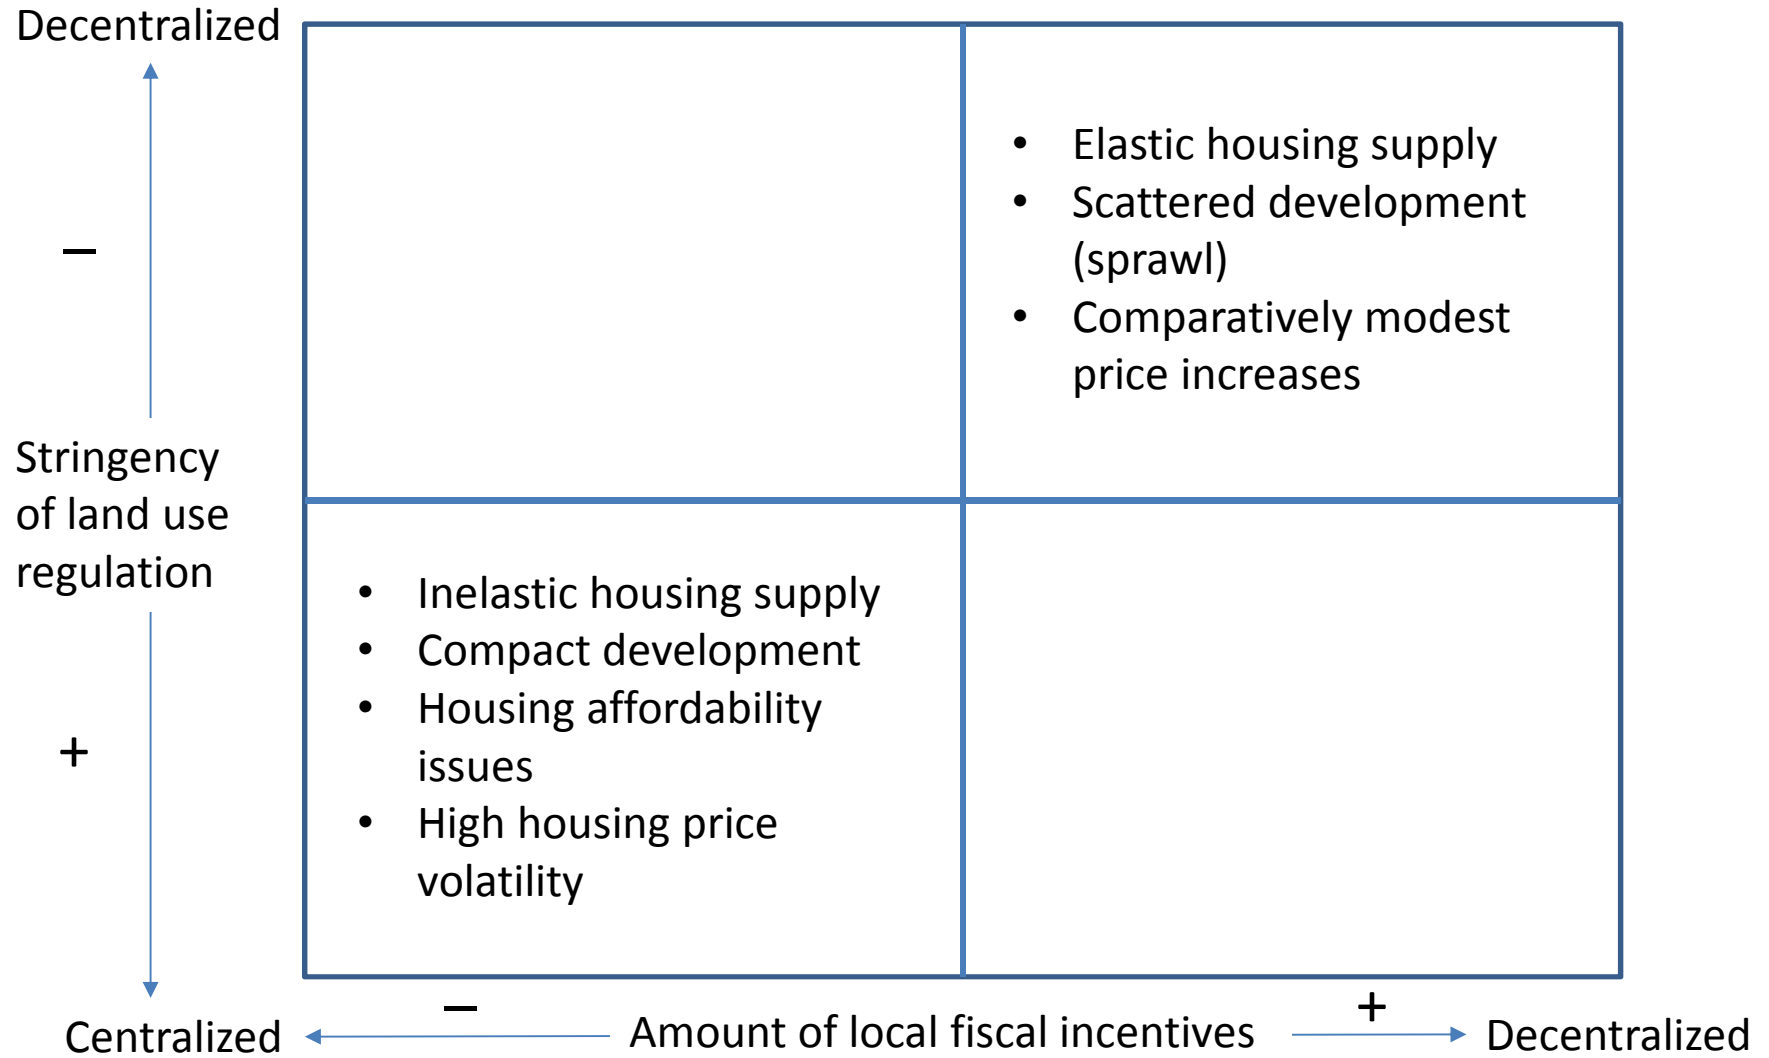 Decentralized
–
Stringency
of land use
regulation
+
Centralized
• Elastic housing supply
• Scattered development
(sprawl)
• Comparatively modest
price increases
• Inelastic housing supply
• Compact development
• Housing affordability
issues
• High housing price
volatility
–
Amount of local fiscal incentives
+
Decentralized